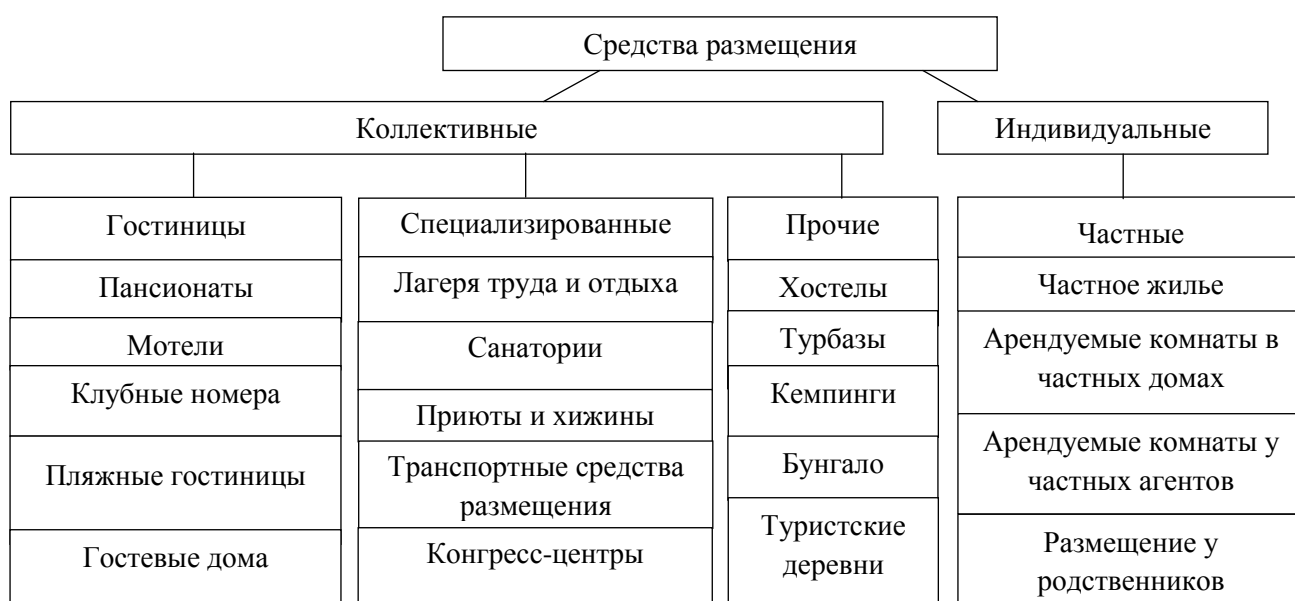 Средства размещения
Коллективные
Индивидуальные
Гостиницы
Пансионаты
Мотели
Клубные номера
Пляжные гостиницы
Гостевые дома
Специализированные
Лагеря труда и отдыха
Санатории
Приюты и хижины
Транспортные средства
размещения
Конгресс-центры
Прочие
Хостелы
Турбазы
Кемпинги
Бунгало
Туристские
деревни
Частные
Частное жилье
Арендуемые комнаты в
частных домах
Арендуемые комнаты у
частных агентов
Размещение у
родственников